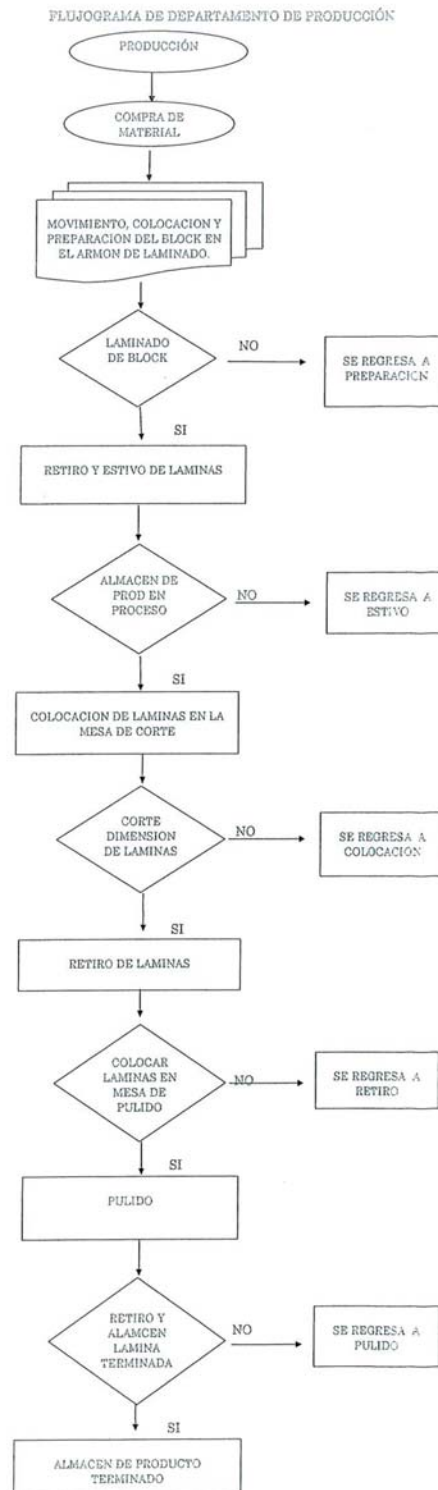 FLUJOGRAMA DE DEPARTAMENTO DE PRODUCCIÓN
PRODUCCIÓN
COMPRA DE
MATERIAL
MOVIMIENTO, COLOCACION Y
PREPARACION DEL BLOCK EN
EL ARMON DE LAMINADO.
LAMINADO
DE BLOCK
NO
SE REGRESA A
PREPARACION
SI
RETIRO Y ESTIVO DE LAMINAS
ALMACEN DE
PROD EN
PROCESO
NO
SE REGRESA A
ESTIVO
SI
COLOCACION DE LAMINAS EN LA
MESA DE CORTE
CORTE
DIMENSION
DE LAMINAS
NO
SE REGRESA A
COLOCACION
SI
RETIRO DE LAMINAS
COLOCAR
LAMINAS EN
MESA DE
PULIDO
NO
SE REGRESA A
RETIRO
SI
PULIDO
RETIRO Y
ALAMCEN
LAMINA
TERMINADA
NO
SE REGRESA A
PULIDO
SI
ALMACEN DE PRODUCTO
TERMINADO